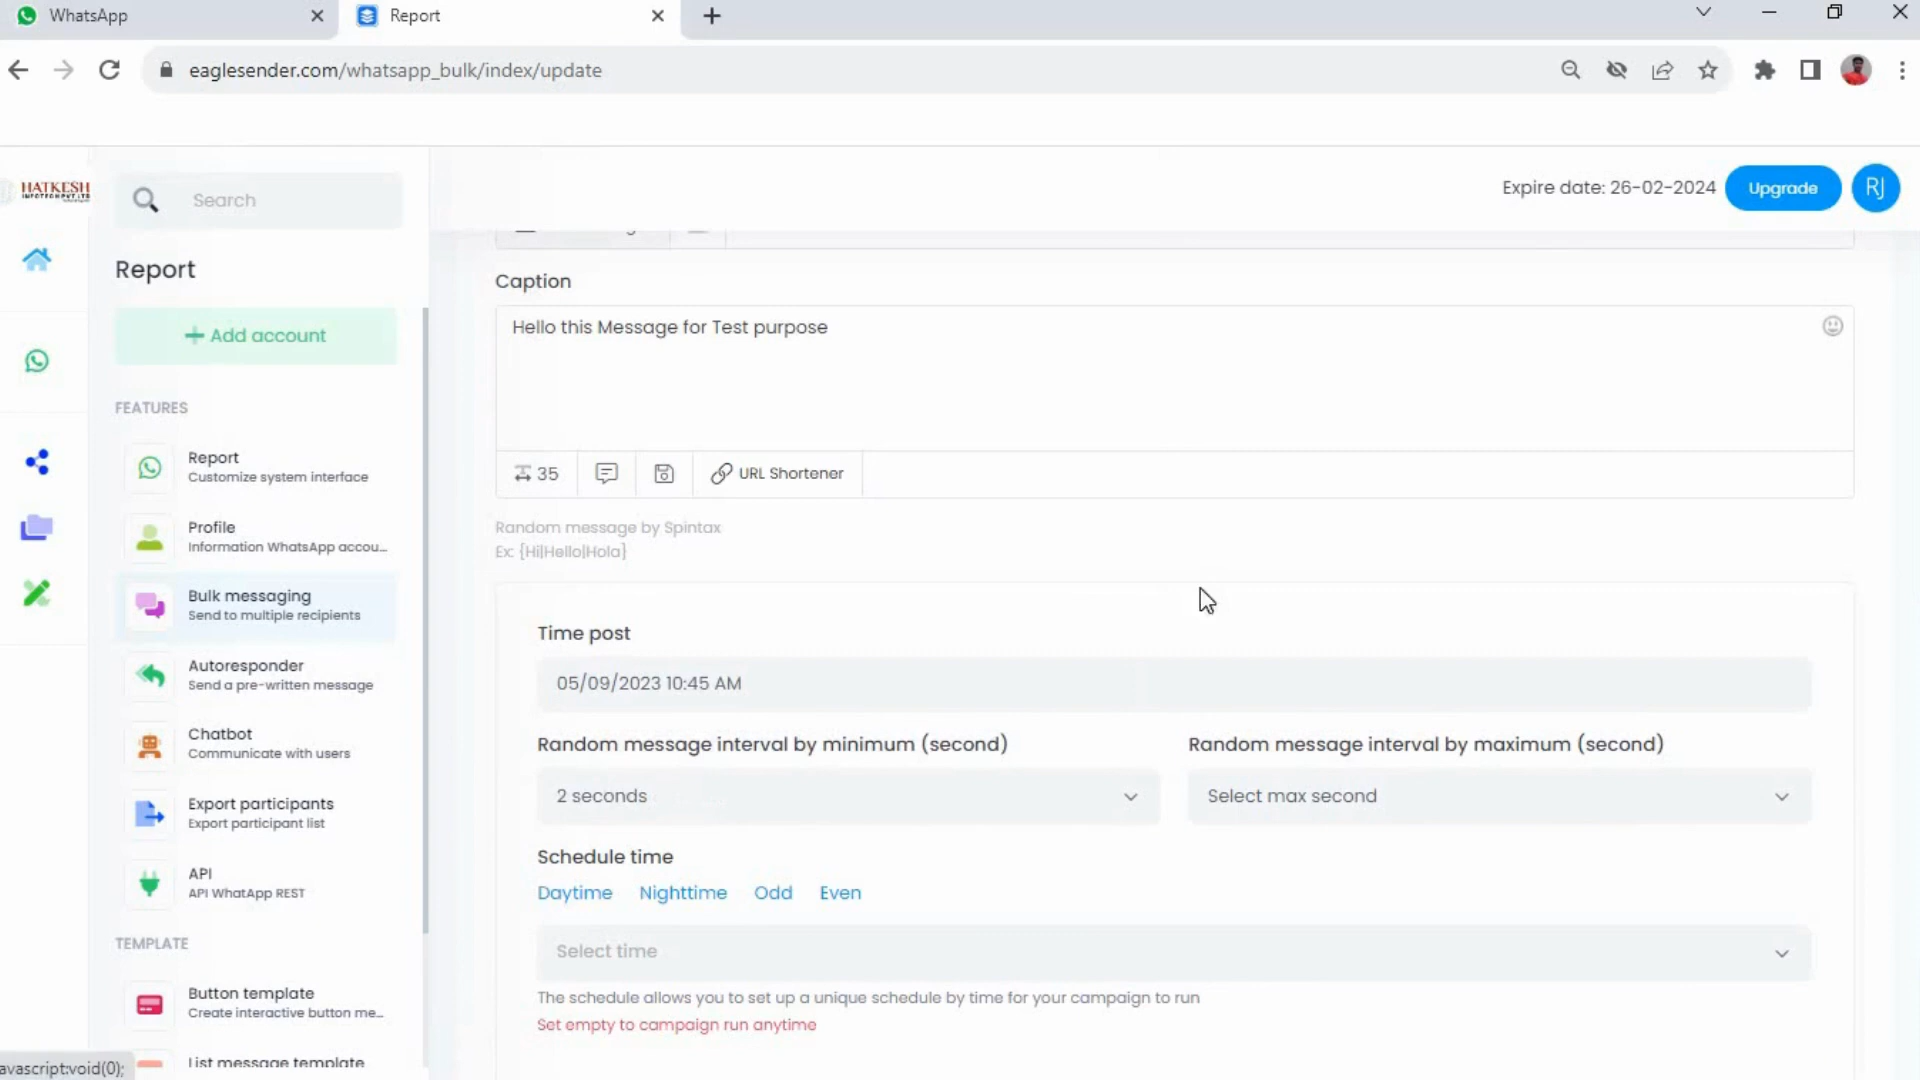 WhatsApp
Report
eaglesender.com/whatsapp_bulk/index/update
HATKESH
INFOTECH PVT LTD
Search
Expire date: 26-02-2024
Upgrade
RJ
Report
Add account
FEATURES
Report
Customize system interface
Profile
Information WhatsApp accou...
Bulk messaging
Send to multiple recipients
Autoresponder
Send a pre-written message
Chatbot
Communicate with users
Export participants
Export participant list
API
API WhatApp REST
TEMPLATE
Button template
Create interactive button me...
List message template
avascript:void(0);
Caption
Hello this Message for Test purpose
35
URL Shortener
Random message by Spintax
Ex: {Hi|Hello|Hola}
Time post
05/09/2023 10:45 AM
Random message interval by minimum (second)
Random message interval by maximum (second)
2 seconds
Select max second
Schedule time
Daytime Nighttime Odd Even
Select time
The schedule allows you to set up a unique schedule by time for your campaign to run
Set empty to campaign run anytime